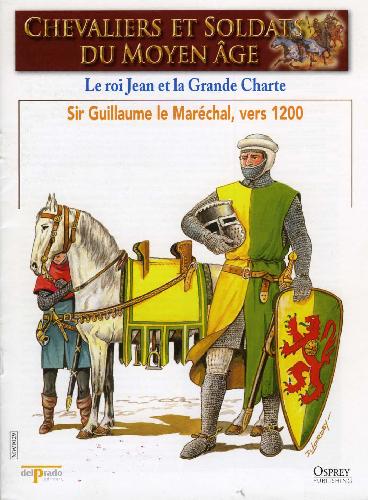 CHEVALIERS ET SOLDATS
DU MOYEN ÂGE
Le roi Jean et la Grande Charte
Sir Guillaume le Maréchal, vers 1200
delPrado
OSPREY
PUBLISHING